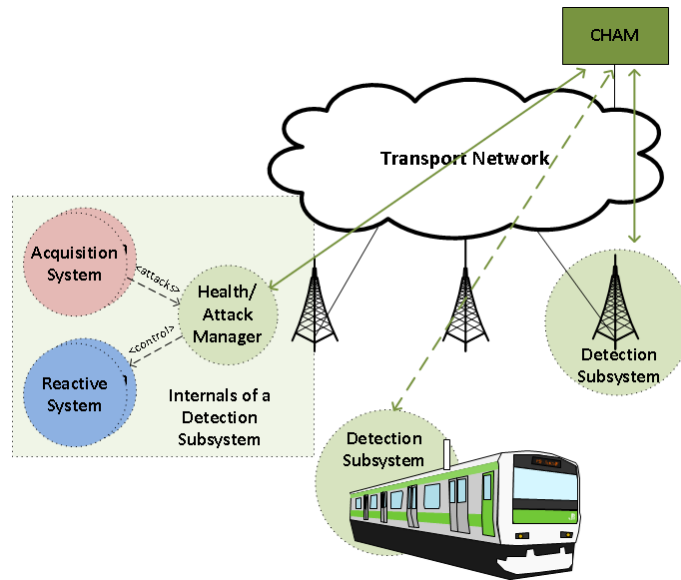 CHAM
Transport Network
Acquisition
System
<attacks>
Health/
Attack
Manager
<control>
Reactive
System
Internals of a
Detection
Subsystem
Detection
Subsystem
Detection
Subsystem
JR